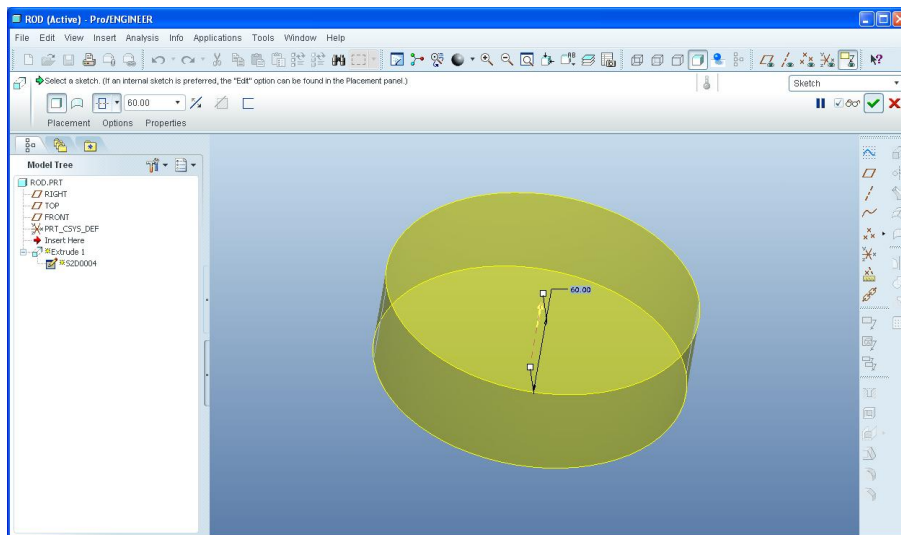 ROD (Active) - Pro/ENGINEER
File Edit View Insert Analysis Info Applications Tools Window Help
Select a sketch. (If an internal sketch is preferred, the "Edit" option can be found in the Placement panel.)
Sketch
60.00
Placement Options Properties
Model Tree
ROD.PRT
RIGHT
TOP
FRONT
PRT_CSYS_DEF
Insert Here
Extrude 1
S2D0004
60.00